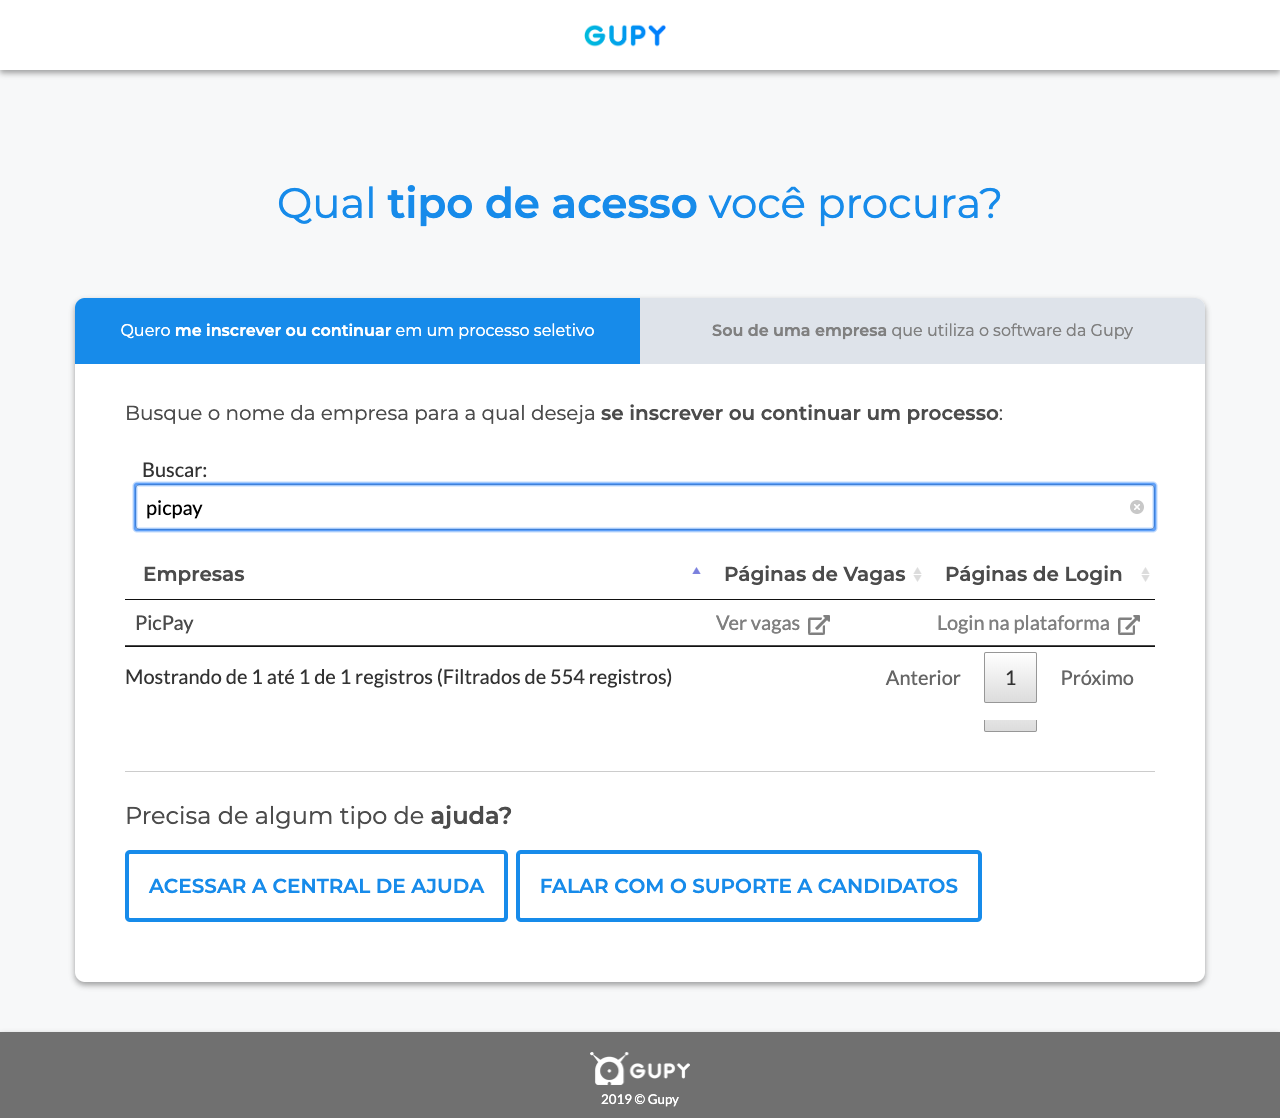 GUPY
Qual tipo de acesso você procura?
Quero me inscrever ou continuar em um processo seletivo
Sou de uma empresa que utiliza o software da Gupy
Busque o nome da empresa para a qual deseja se inscrever ou continuar um processo:
Buscar:
picpay
Empresas Páginas de Vagas Páginas de Login
PicPay Ver vagas Login na plataforma
Mostrando de 1 até 1 de 1 registros (Filtrados de 554 registros) Anterior 1 Próximo
Precisa de algum tipo de ajuda?
ACESSAR A CENTRAL DE AJUDA FALAR COM O SUPORTE A CANDIDATOS
GUPY
2019 © Gupy